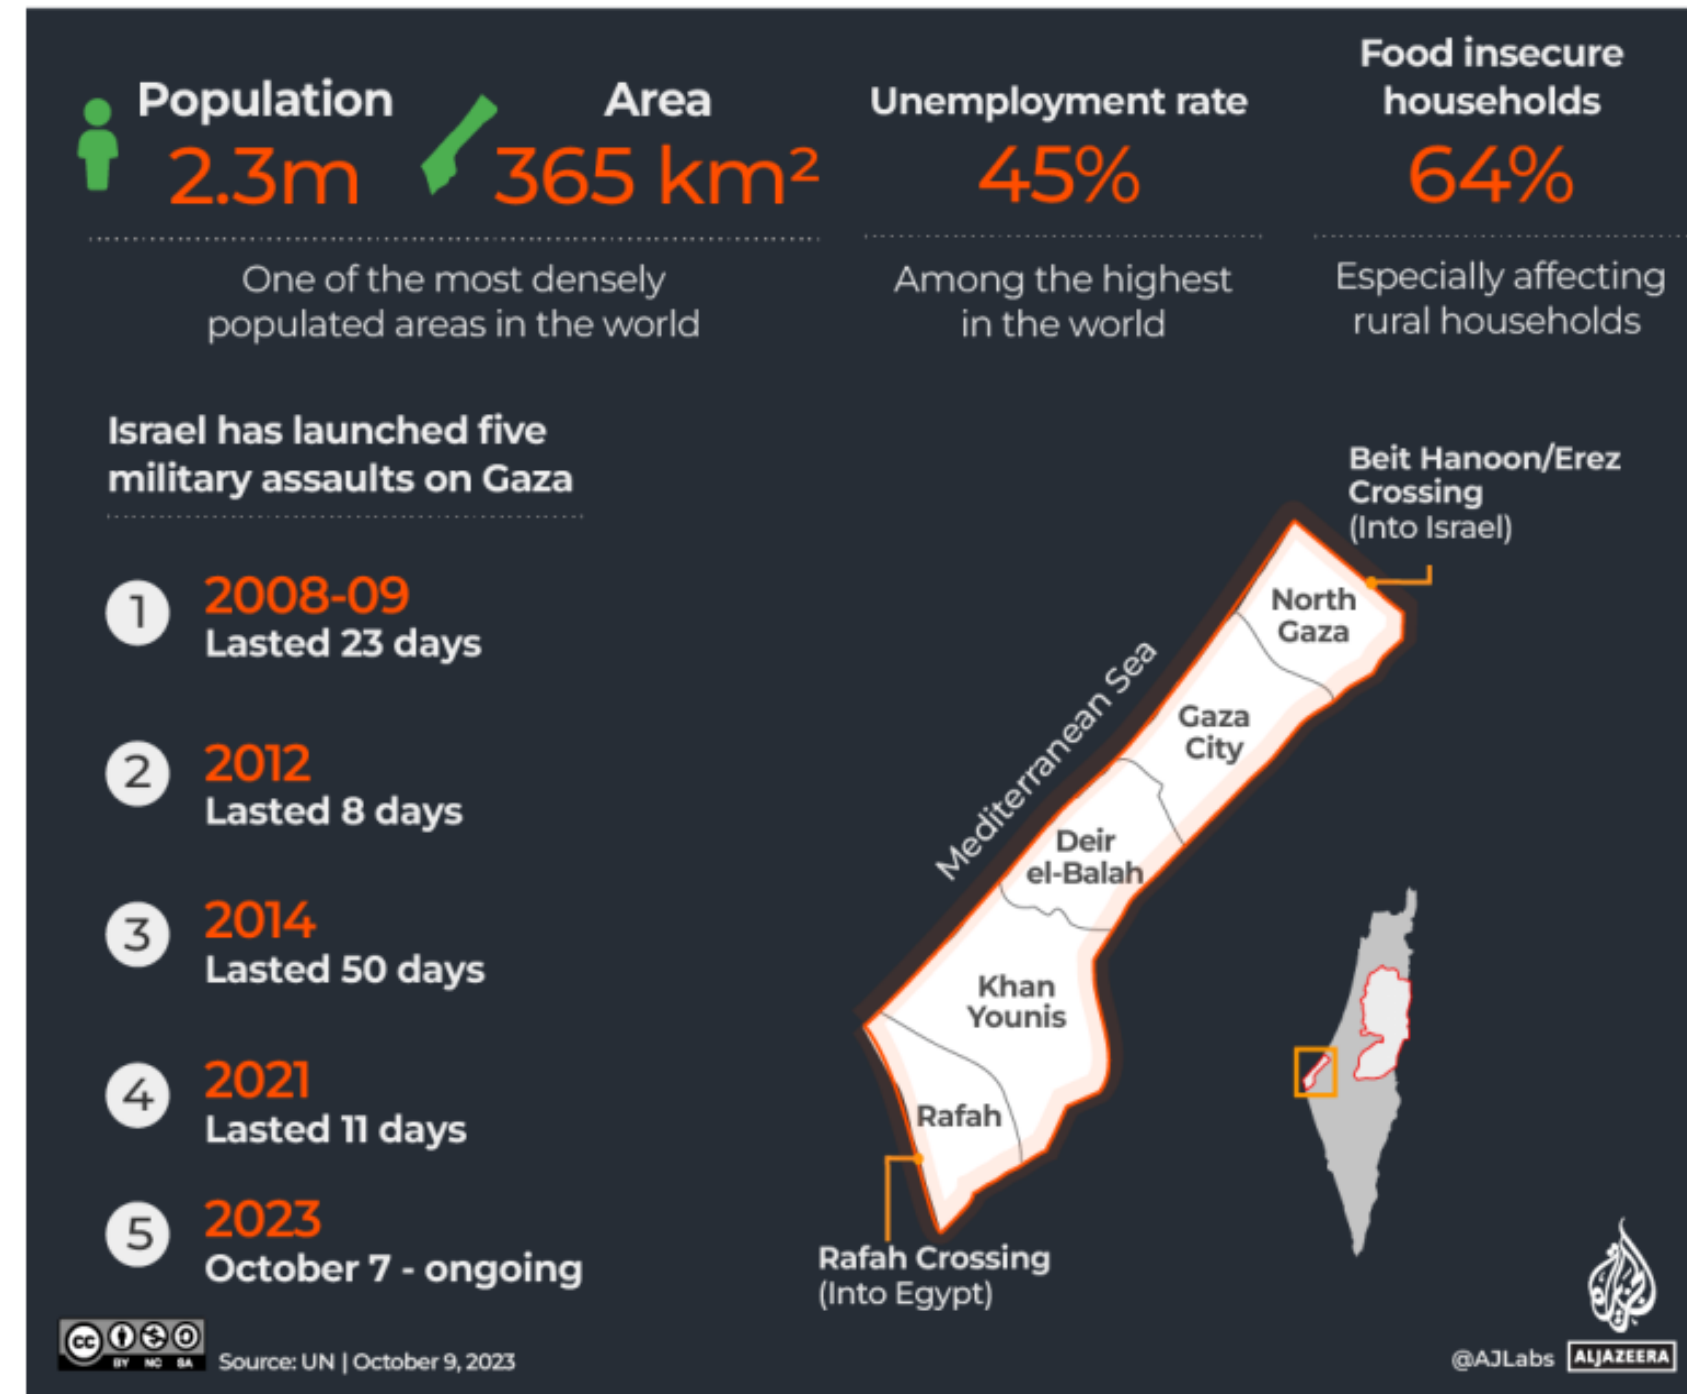 Population
2.3m
Area
365 km²
One of the most densely
populated areas in the world
Unemployment rate
45%
Among the highest
in the world
Food insecure
households
64%
Especially affecting
rural households
Israel has launched five
military assaults on Gaza
1
2008-09
Lasted 23 days
2
2012
Lasted 8 days
3
2014
Lasted 50 days
4
2021
Lasted 11 days
5
2023
October 7 - ongoing
Beit Hanoon/Erez
Crossing
(Into Israel)
North
Gaza
Gaza
City
Mediterranean Sea
Deir
el-Balah
Khan
Younis
Rafah
Rafah Crossing
(Into Egypt)
cc
BY NC SA
Source: UN | October 9, 2023
@AJLabs
ALJAZEERA